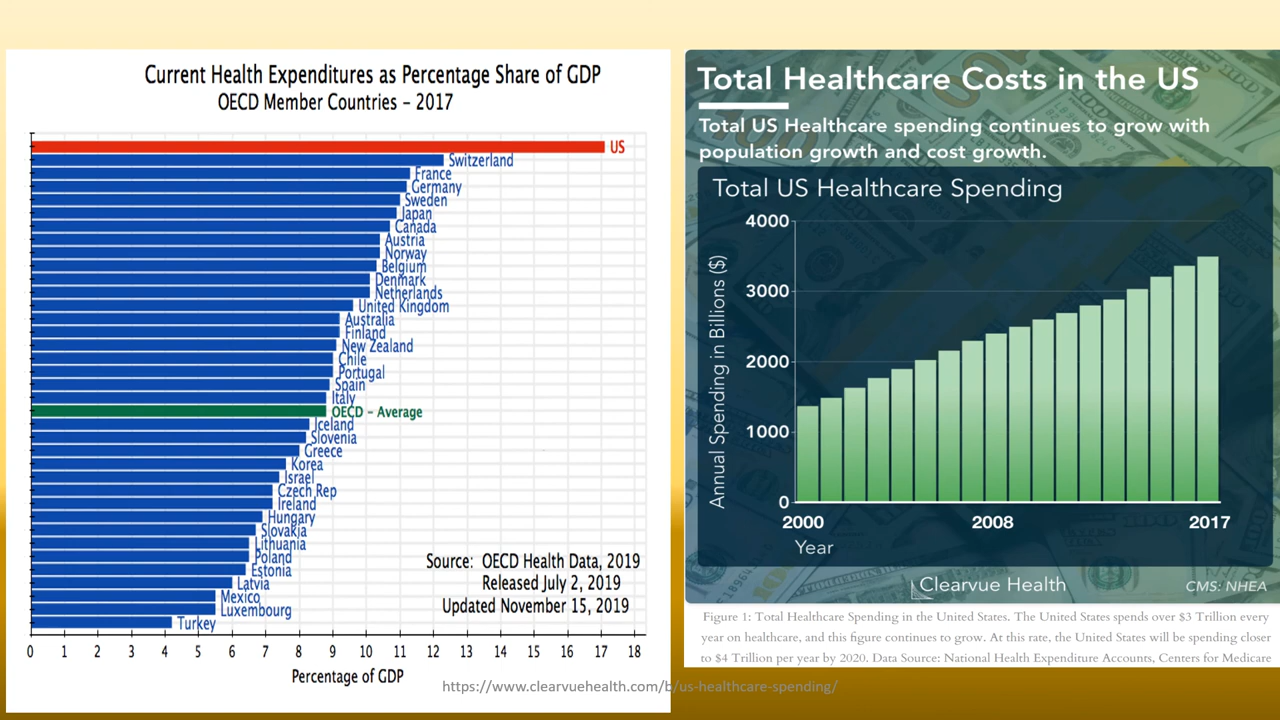 Current Health Expenditures as Percentage Share of GDP
OECD Member Countries – 2017
US
Switzerland
France
Germany
Sweden
Japan
Canada
Austria
Norway
Belgium
Denmark
Netherlands
United Kingdom
Australia
Finland
New Zealand
Chile
Portugal
Spain
Italy
OECD – Average
Iceland
Slovenia
Greece
Korea
Israel
Czech Rep
Ireland
Hungary
Slovakia
Lithuania
Poland
Estonia
Latvia
Mexico
Luxembourg
Turkey
Source: OECD Health Data, 2019
Released July 2, 2019
Updated November 15, 2019
0 1 2 3 4 5 6 7 8 9 10 11 12 13 14 15 16 17 18
Percentage of GDP
Total Healthcare Costs in the US
Total US Healthcare spending continues to grow with
population growth and cost growth.
Total US Healthcare Spending
Annual Spending in Billions ($)
4000
3000
2000
1000
0
2000 2008 2017
Year
Clearvue Health
CMS: NHEA
Figure 1: Total Healthcare Spending in the United States. The United States spends over $3 Trillion every
year on healthcare, and this figure continues to grow. At this rate, the United States will be spending closer
to $4 Trillion per year by 2020. Data Source: National Health Expenditure Accounts, Centers for Medicare
https://www.clearvuehealth.com/b/us-healthcare-spending/